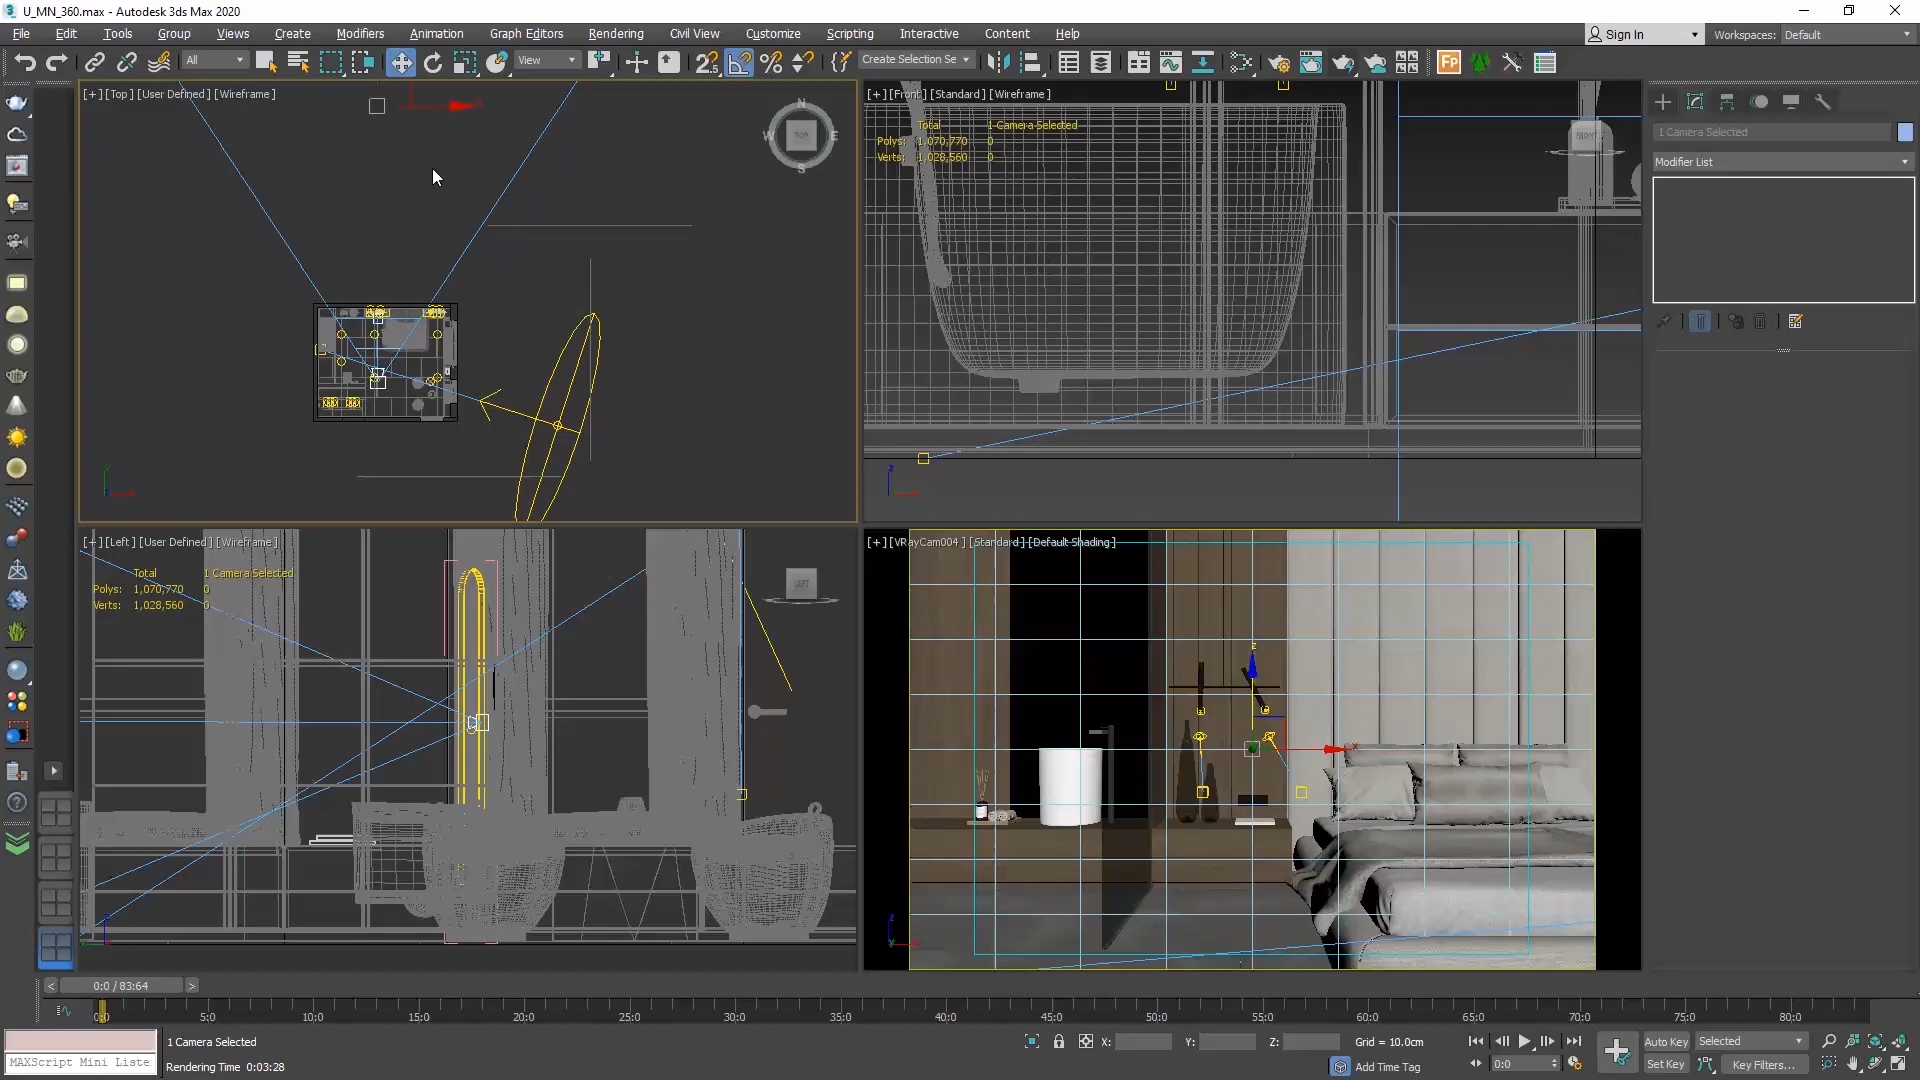 U_MN_360.max - Autodesk 3ds Max 2020
File Edit Tools Group Views Create Modifiers Animation Graph Editors Rendering Civil View Customize Scripting Interactive Content Help
Sign In
Workspaces: Default
All
View
Create Selection Se
Fp
[+] [Top] [User Defined] [Wireframe]
N
W TOP E
S
[+] [Front] [Standard] [Wireframe]
Total 1 Camera Selected
Polys: 1,070,770 0
Verts: 1,028,560 0
FRONT
1 Camera Selected
Modifier List
[+] [Left] [User Defined] [Wireframe]
Total 1 Camera Selected
Polys: 1,070,770 0
Verts: 1,028,560 0
LEFT
[+] [VRayCam004] [Standard] [Default Shading]
z
x
< 0:0 / 83:64 >
0:0 5:0 10:0 15:0 20:0 25:0 30:0 35:0 40:0 45:0 50:0 55:0 60:0 65:0 70:0 75:0 80:0
1 Camera Selected
X: Y: Z: Grid = 10.0cm
Auto Key Selected
MAXScript Mini Liste
Rendering Time 0:03:28
Add Time Tag
0:0
Set Key Key Filters...